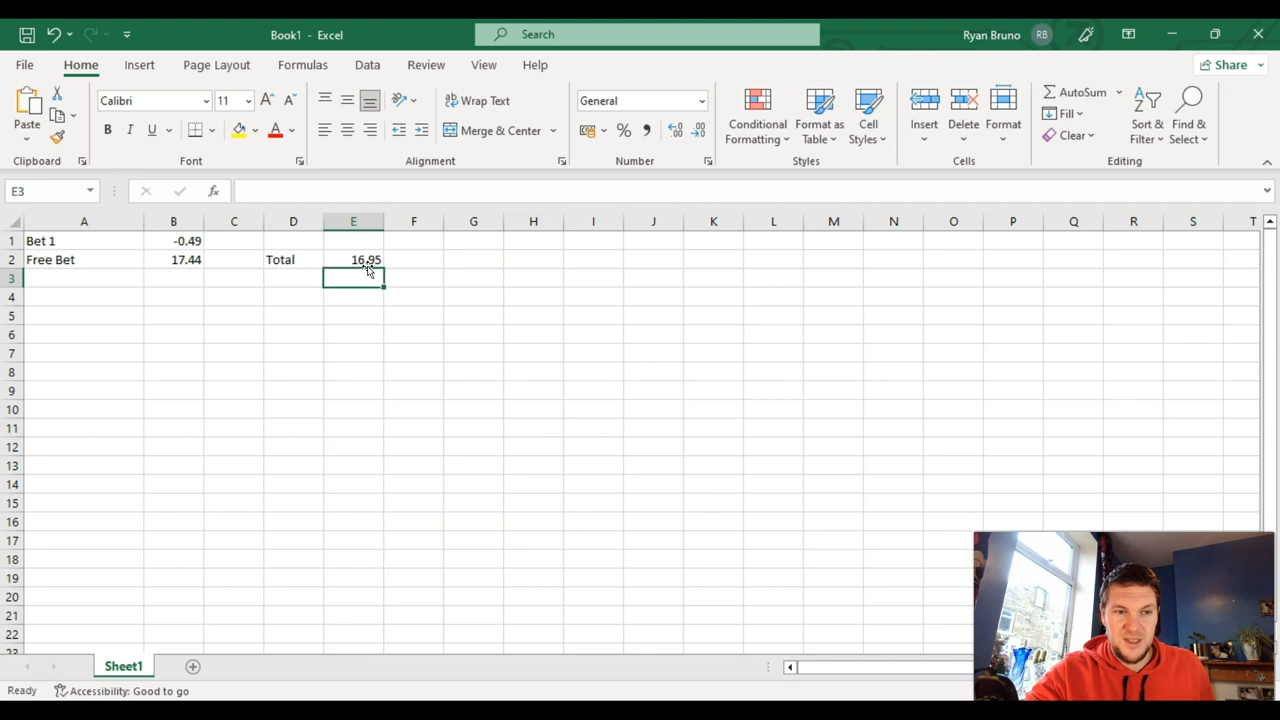 Book1 - Excel
Search
Ryan Bruno RB
File Home Insert Page Layout Formulas Data Review View Help Share
Paste
Calibri 11
B I U
Wrap Text
Merge & Center
General
Conditional Formatting
Format as Table
Cell Styles
Insert
Delete
Format
AutoSum
Fill
Clear
Sort & Filter
Find & Select
Clipboard Font Alignment Number Styles Cells Editing
E3 fx
A B C D E F G H I J K L M N O P Q R S T
1 Bet 1 -0.49
2 Free Bet 17.44 Total 16.95
3
4
5
6
7
8
9
10
11
12
13
14
15
16
17
18
19
20
21
22
23
Sheet1
Ready Accessibility: Good to go